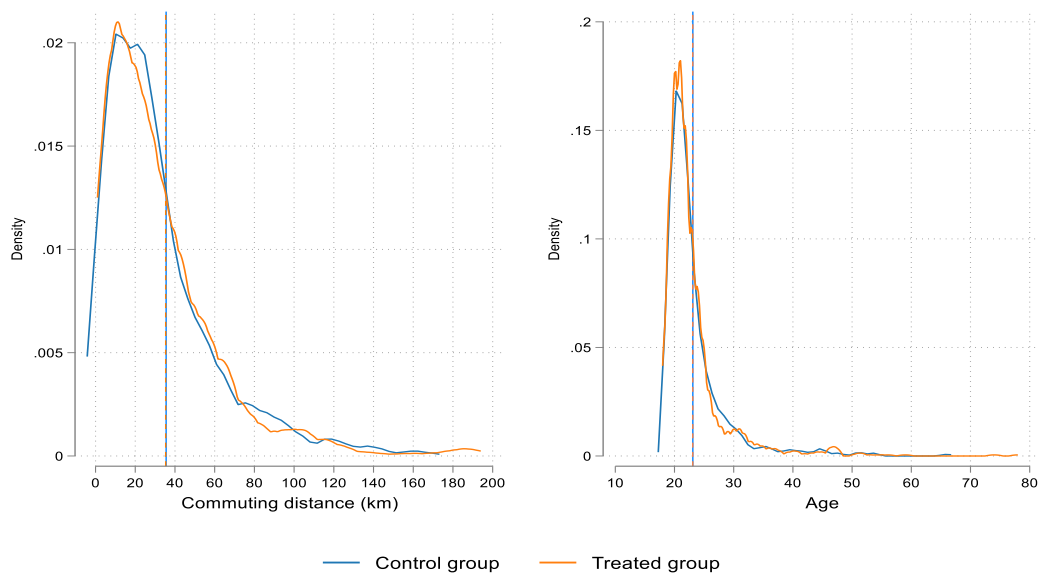 Density
.02
.015
.01
.005
0
0 20 40 60 80 100 120 140 160 180 200
Commuting distance (km)
Density
.2
.15
.1
.05
0
10 20 30 40 50 60 70 80
Age
Control group Treated group